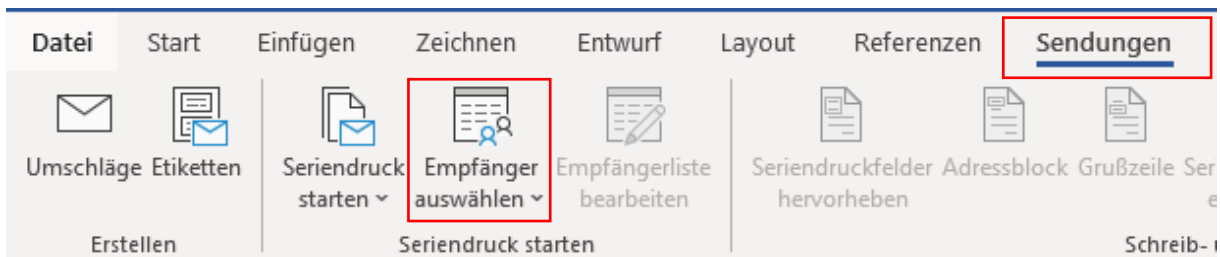 Datei Start Einfügen Zeichnen Entwurf Layout Referenzen Sendungen
Umschläge Etiketten Seriendruck Empfänger Empfängerliste Seriendruckfelder Adressblock Grußzeile
starten auswählen bearbeiten hervorheben
Erstellen Seriendruck starten Schreib-